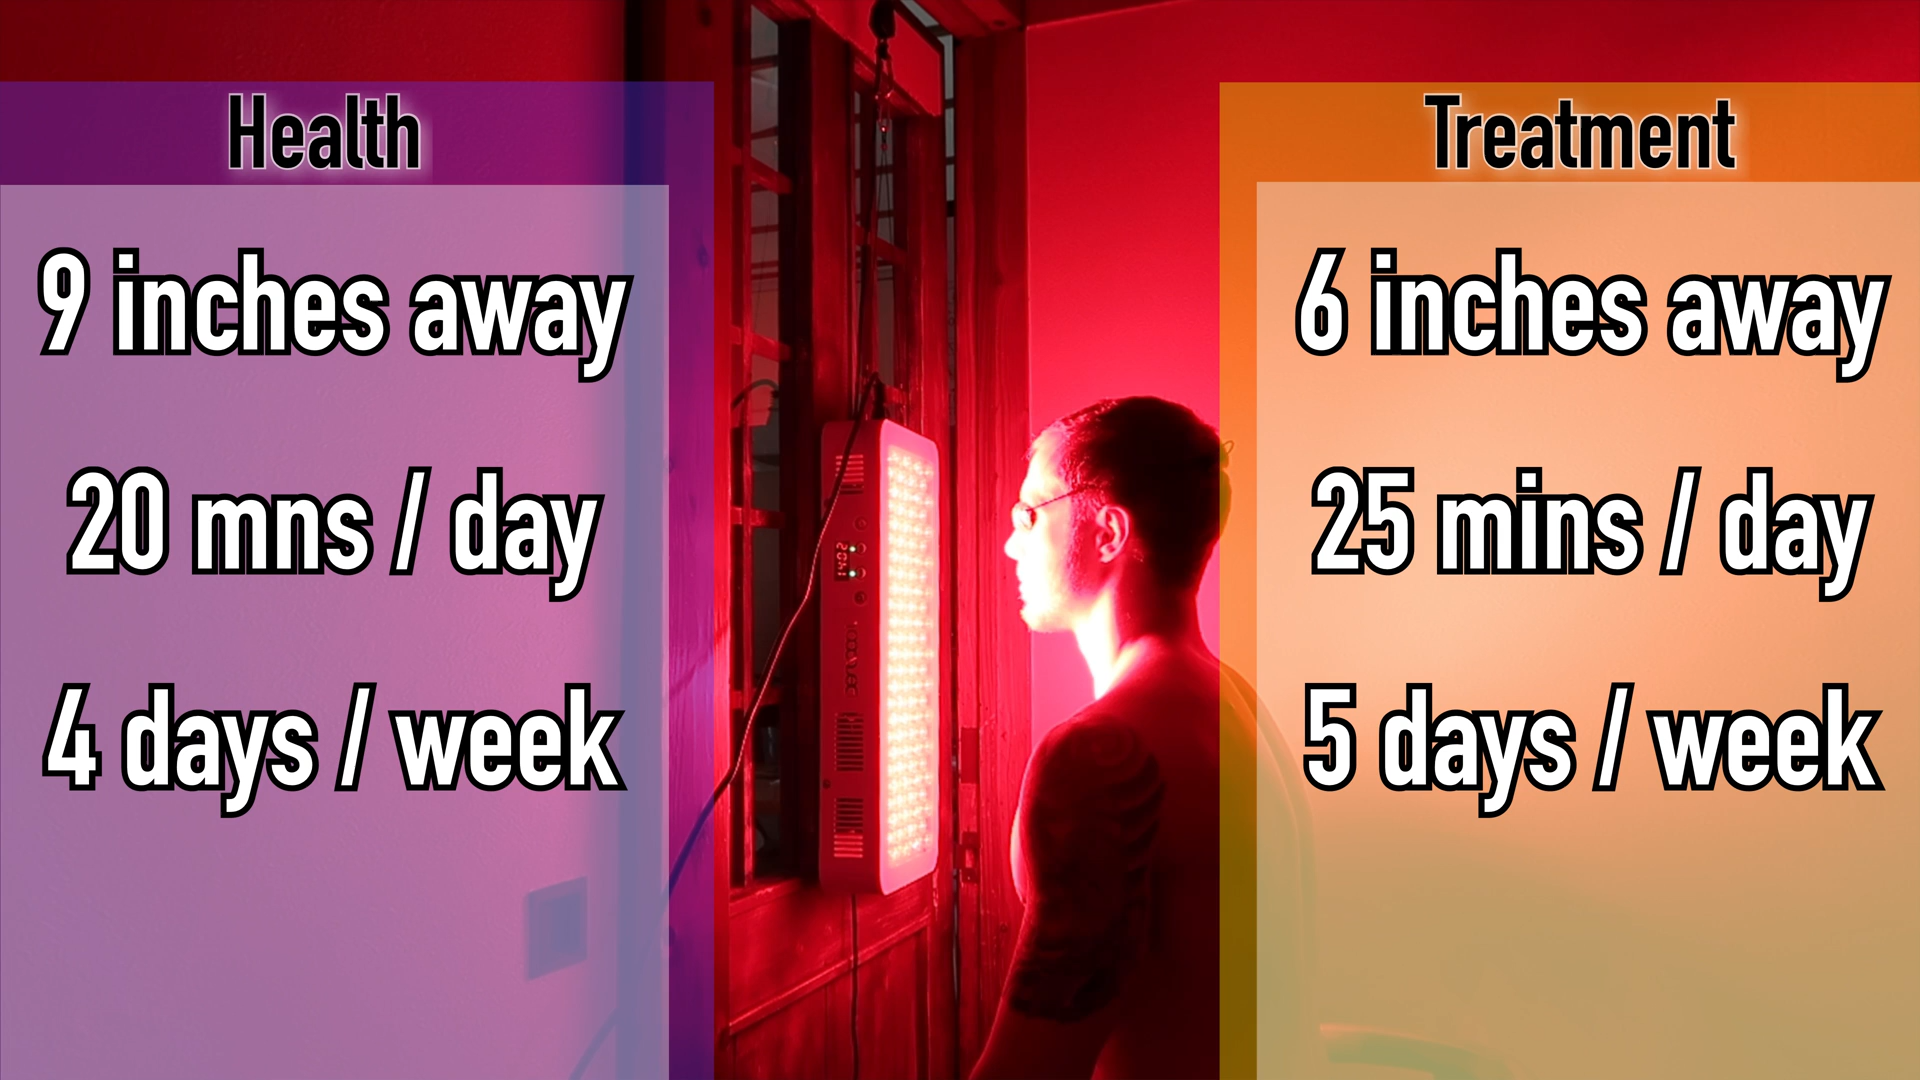 Health
9 inches away
20 mns / day
4 days / week
Treatment
6 inches away
25 mins / day
5 days / week